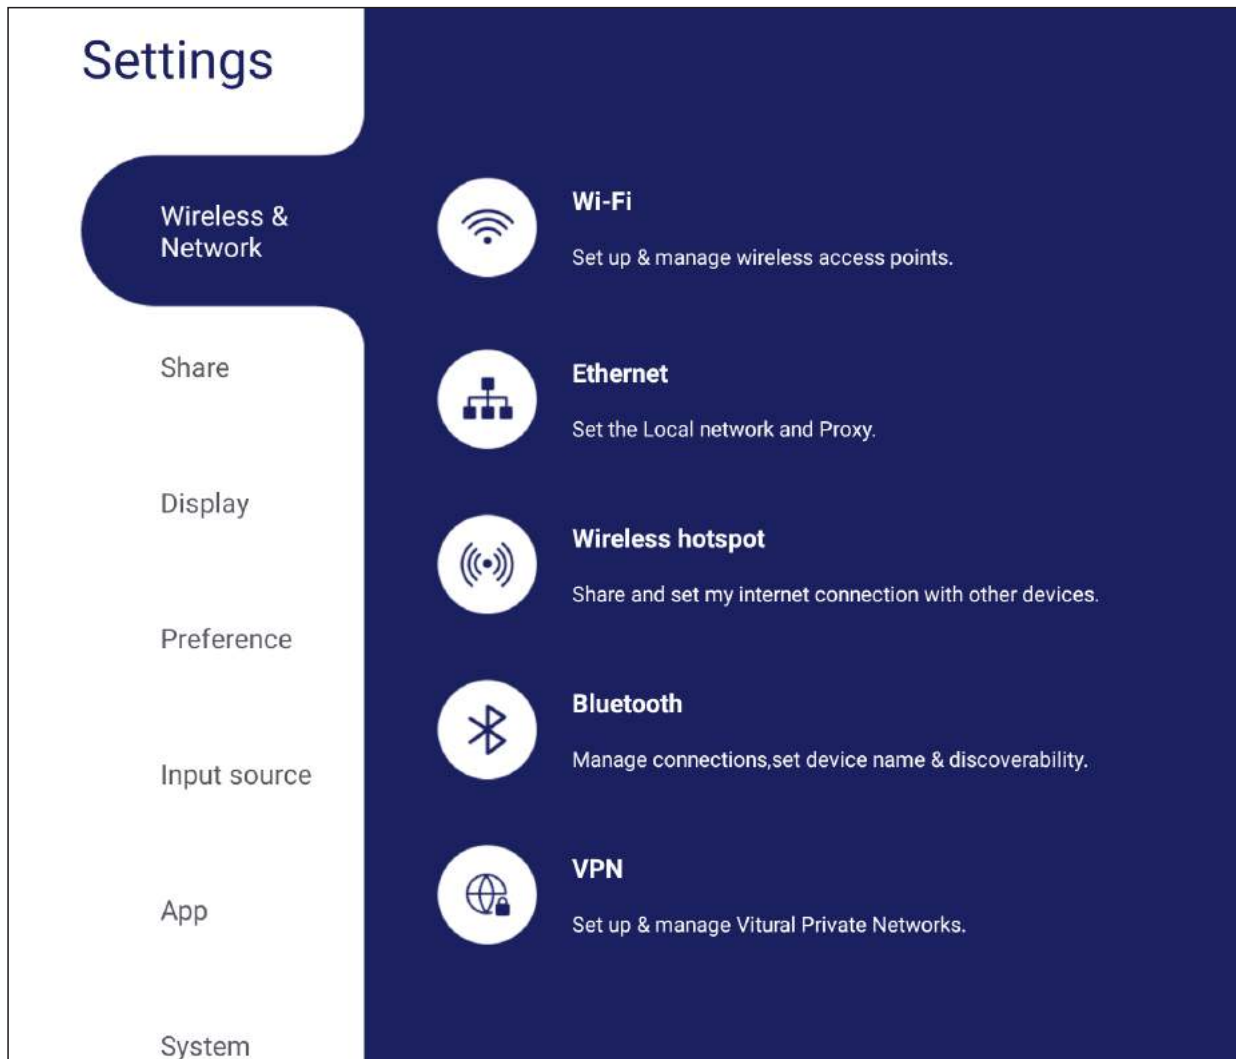 Settings
Wireless &
Network
Share
Display
Preference
Input source
App
System
Wi-Fi
Set up & manage wireless access points.
Ethernet
Set the Local network and Proxy.
Wireless hotspot
Share and set my internet connection with other devices.
Bluetooth
Manage connections,set device name & discoverability.
VPN
Set up & manage Vitural Private Networks.